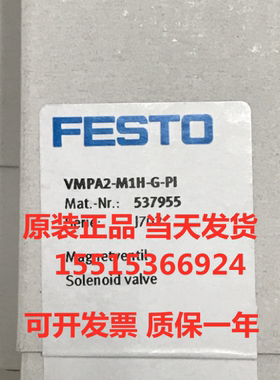 FESTO
VMPA2-M1H-G-PI
Mat.-Nr.: 537955
原装正品 当天发货
Magnetventil
15515366924
Solenoid valve
可开发票 质保一年